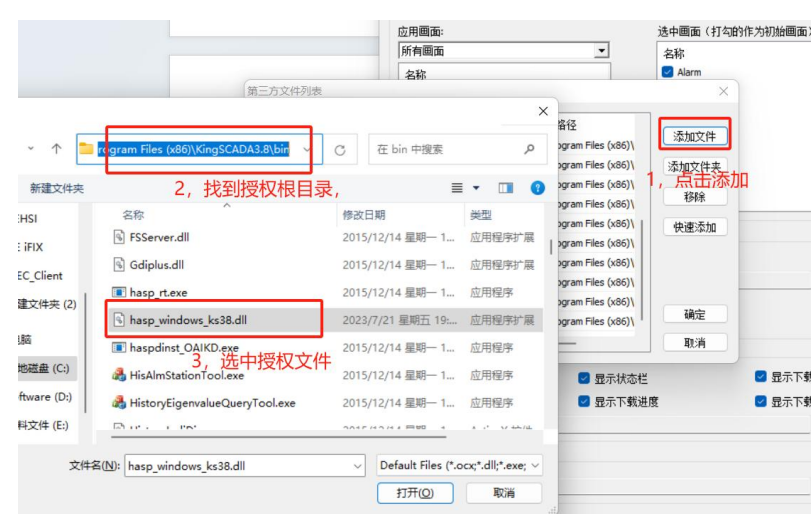 应用画面:
选中画面（打勾的作为初始画面）
所有画面
名称
名称
Alarm
第三方文件列表
路径
添加文件
rogram Files (x86)\KingSCADA3.8\bin
在 bin 中搜索
ogram Files (x86)\
添加文件夹
ogram Files (x86)\
1，点击添加
新建文件夹
2，找到授权根目录，
ogram Files (x86)\
移除
名称
修改日期
类型
ogram Files (x86)\
HSI
FSServer.dll
2015/12/14 星期一 1...
应用程序扩展
ogram Files (x86)\
快速添加
iFIX
Gdiplus.dll
2015/12/14 星期一 1...
应用程序扩展
ogram Files (x86)\
EC_Client
hasp_rt.exe
2015/12/14 星期一 1...
应用程序
ogram Files (x86)\
建文件夹 (2)
ogram Files (x86)\
hasp_windows_ks38.dll
2023/7/21 星期五 19:...
应用程序扩展
ogram Files (x86)\
确定
ogram Files (x86)\
电脑
haspdinst_OAIKD.exe
2015/12/14 星期一 1...
应用程序
取消
3，选中授权文件
地磁盘 (C:)
HisAlmStationTool.exe
2015/12/14 星期一 1...
应用程序
显示状态栏
显示下载
ftware (D:)
HistoryEigenvalueQueryTool.exe
2015/12/14 星期一 1...
应用程序
显示下载进度
显示下载
料文件 (E:)
文件名(N):
hasp_windows_ks38.dll
Default Files (*.ocx;*.dll;*.exe;
打开(O)
取消